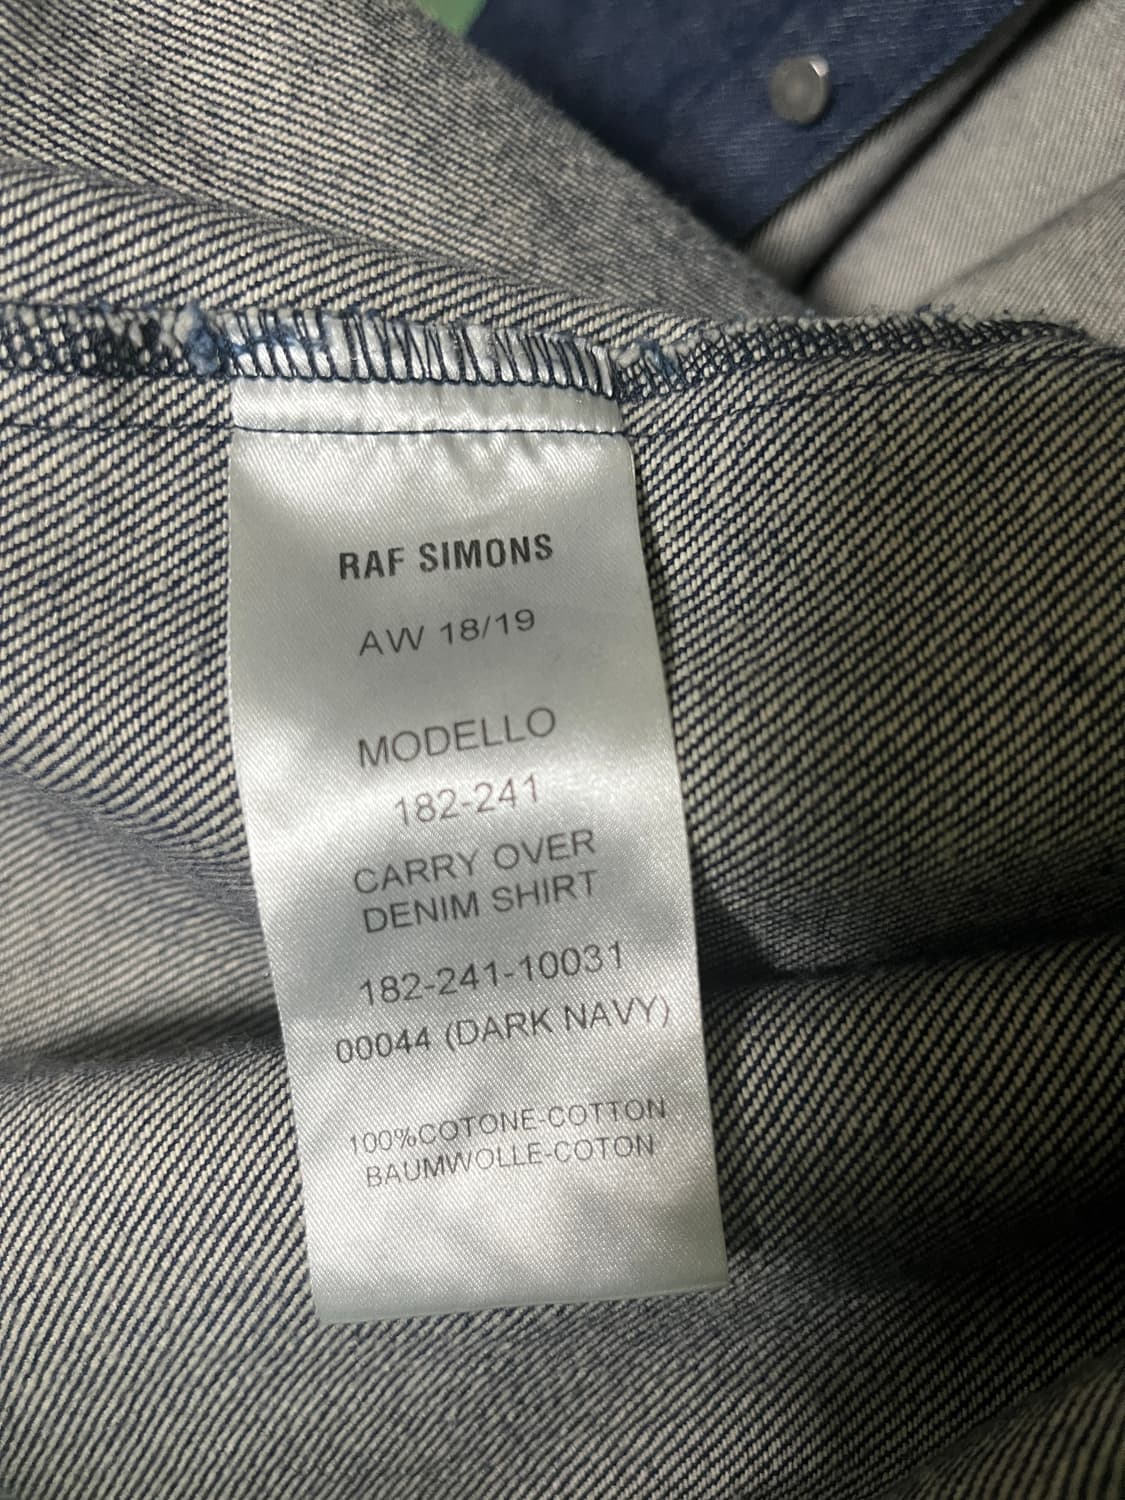 RAF SIMONS
AW 18/19
MODELLO
182-241
CARRY OVER
DENIM SHIRT
182-241-10031
00044 (DARK NAVY)
100%COTONE-COTTON
BAUMWOLLE-COTON